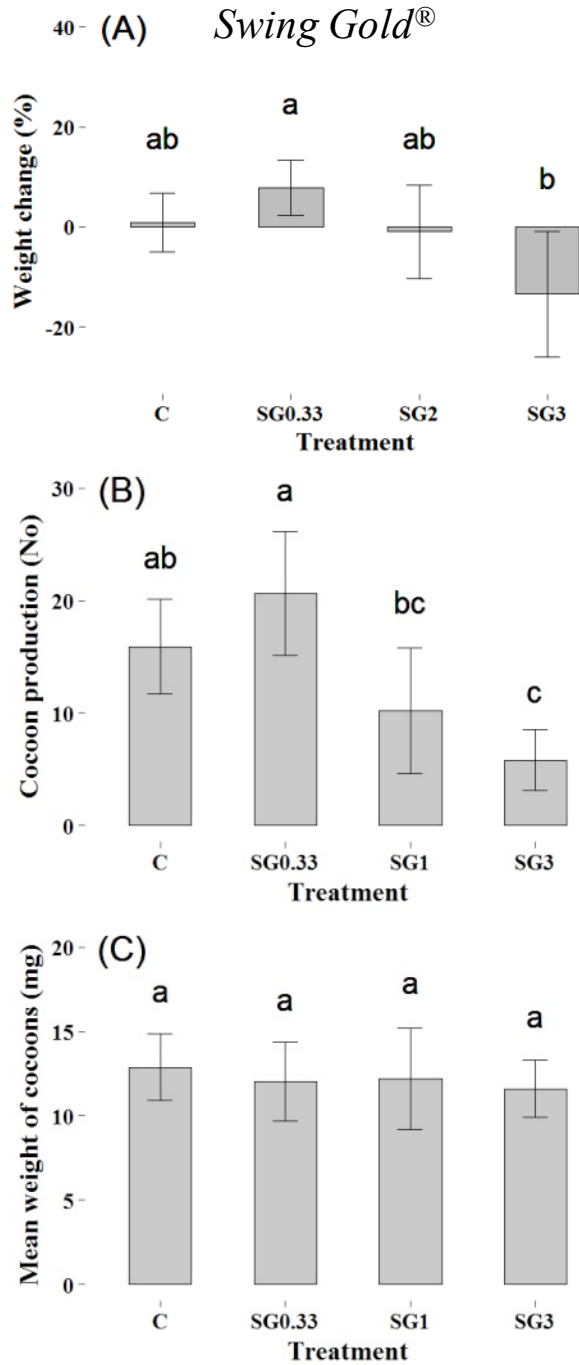 Swing Gold®
(A)
Weight change (%)
40
20
0
-20
ab
a
ab
b
C SG0.33 SG2 SG3
Treatment
(B)
Cocoon production (No)
30
20
10
0
ab
a
bc
c
C SG0.33 SG1 SG3
Treatment
(C)
Mean weight of cocoons (mg)
20
15
10
5
0
a
a
a
a
C SG0.33 SG1 SG3
Treatment